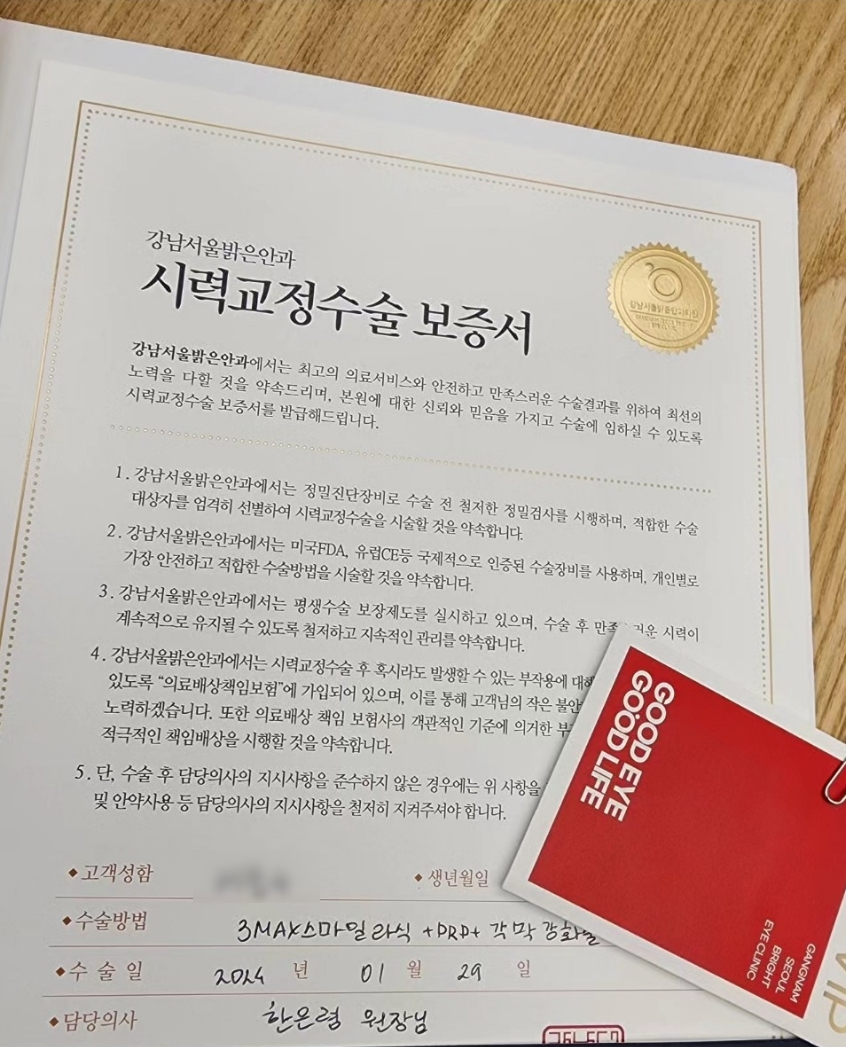 강남서울밝은안과
시력교정수술 보증서
강남서울밝은안과에서는 최고의 의료서비스와 안전하고 만족스러운 수술결과를 위하여 최선의
노력을 다할 것을 약속드리며, 본원에 대한 신뢰와 믿음을 가지고 수술에 임하실 수 있도록
시력교정수술 보증서를 발급해드립니다.
1. 강남서울밝은안과에서는 정밀진단장비로 수술 전 철저한 정밀검사를 시행하며, 적합한 수술
대상자를 엄격히 선별하여 시력교정수술을 시술할 것을 약속합니다.
2. 강남서울밝은안과에서는 미국FDA, 유럽CE등 국제적으로 인증된 수술장비를 사용하며, 개인별로
가장 안전하고 적합한 수술방법을 시술할 것을 약속합니다.
3. 강남서울밝은안과에서는 평생수술 보장제도를 실시하고 있으며, 수술 후 시력이
계속적으로 유지될 수 있도록 철저하고 지속적인 관리를 약속합니다.
4. 강남서울밝은안과에서는 시력교정수술 후 혹시라도 발생할 수 있는 부작용에 대해
있도록 “의료배상책임보험”에 가입되어 있으며, 이를 통해 고객님의 작은 불안
노력하겠습니다. 또한 의료배상 책임 보험사의 객관적인 기준에 의거한
적극적인 책임배상을 시행할 것을 약속합니다.
5. 단, 수술 후 담당의사의 지시사항을 준수하지 않은 경우에는 위 사항을
및 안약사용 등 담당의사의 지시사항을 철저히 지켜주셔야 합니다.
◆고객성함 ◆생년월일
◆수술방법 3MAX스마일라식 +PRP+ 각막강화술
◆수 술 일 2024 년 01 월 29 일
◆담당의사 한은령 원장님
GOOD EYE
GOOD LIFE
GANGNAM
SEOUL
BRIGHT
EYE CLINIC
VIP